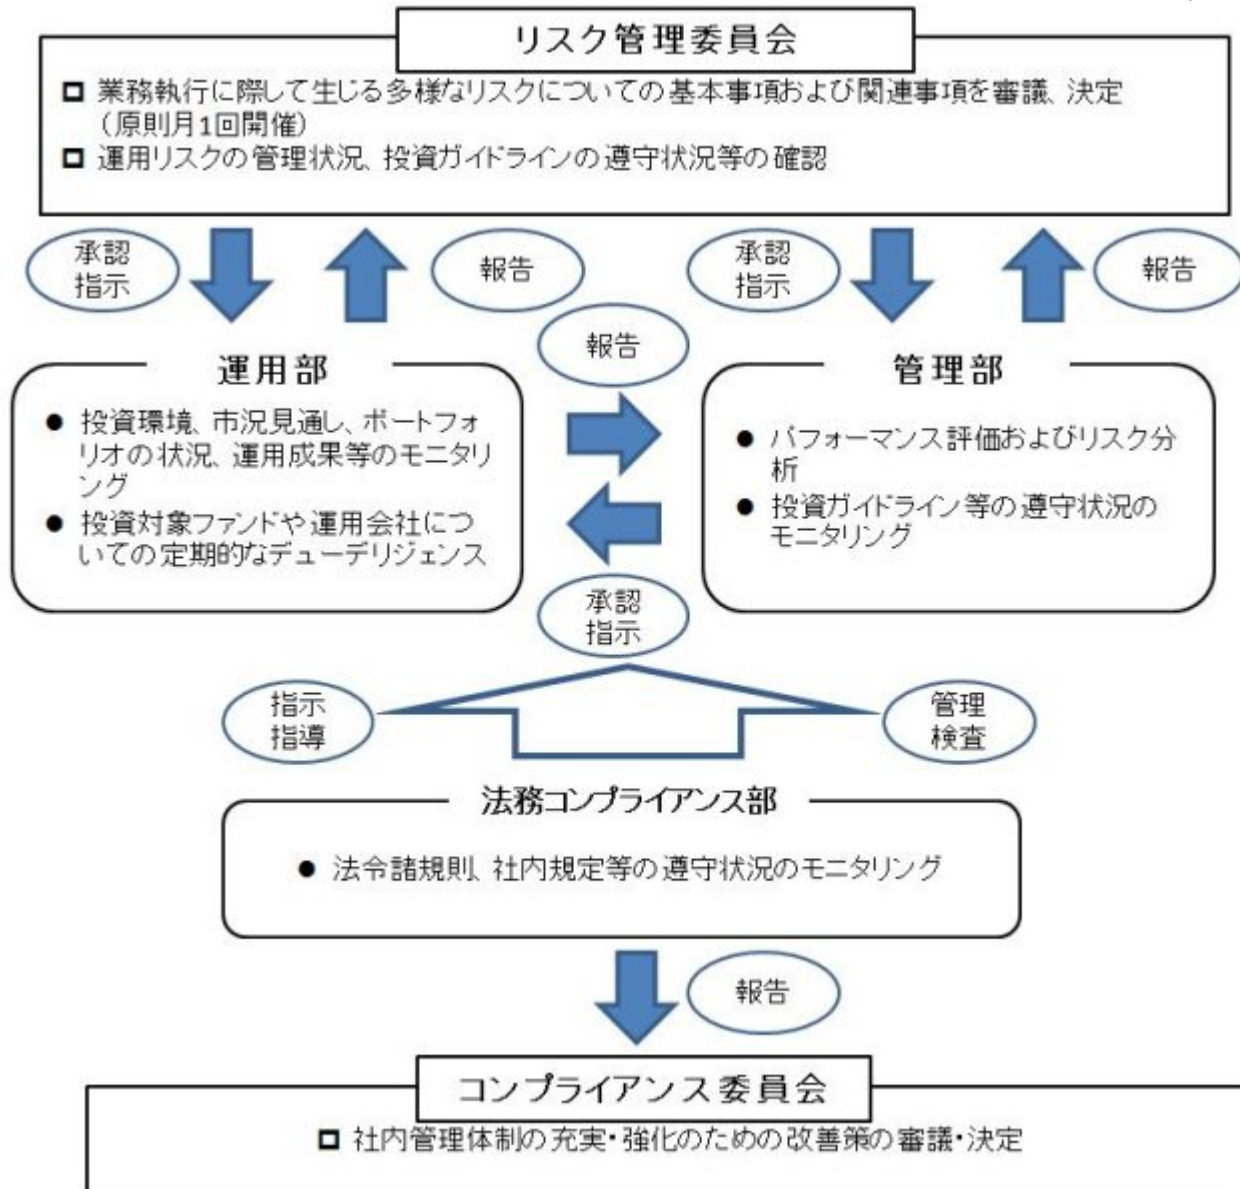 リスク管理委員会
業務執行に際して生じる多様なリスクについての基本事項および関連事項を審議、決定
（原則月1回開催）
運用リスクの管理状況、投資ガイドラインの遵守状況等の確認
承認
指示
報告
承認
指示
報告
報告
運用部
投資環境、市況見通し、ポートフォ
リオの状況、運用成果等のモニタリ
ング
投資対象ファンドや運用会社につ
いての定期的なデューデリジェンス
管理部
パフォーマンス評価およびリスク分
析
投資ガイドライン等の遵守状況の
モニタリング
承認
指示
指示
指導
管理
検査
法務コンプライアンス部
法令諸規則、社内規定等の遵守状況のモニタリング
報告
コンプライアンス委員会
社内管理体制の充実・強化のための改善策の審議・決定